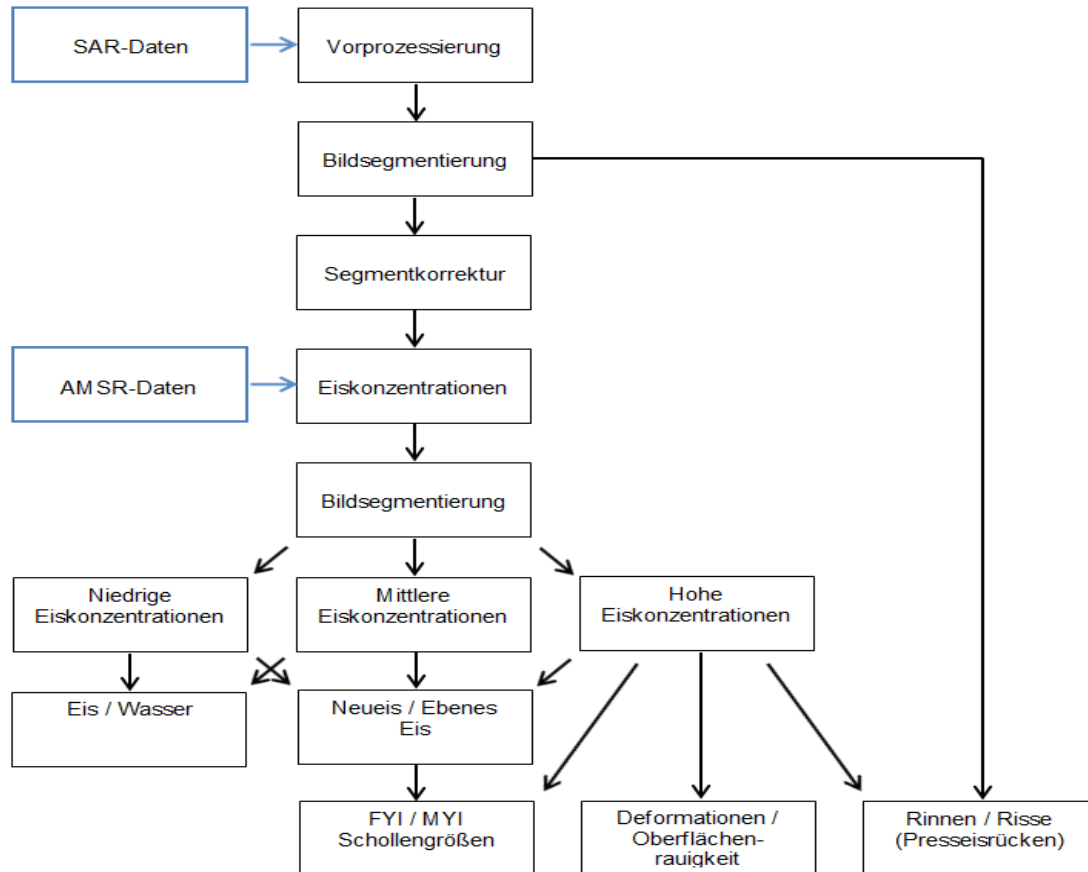 SAR-Daten
Vorprozessierung
Bildsegmentierung
Segmentkorrektur
AMSR-Daten
Eiskonzentrationen
Bildsegmentierung
Niedrige
Eiskonzentrationen
Mittlere
Eiskonzentrationen
Hohe
Eiskonzentrationen
Eis / Wasser
Neueis / Ebenes
Eis
FYI / MYI
Schollengrößen
Deformationen /
Oberflächen-
rauigkeit
Rinnen / Risse
(Presseisrücken)